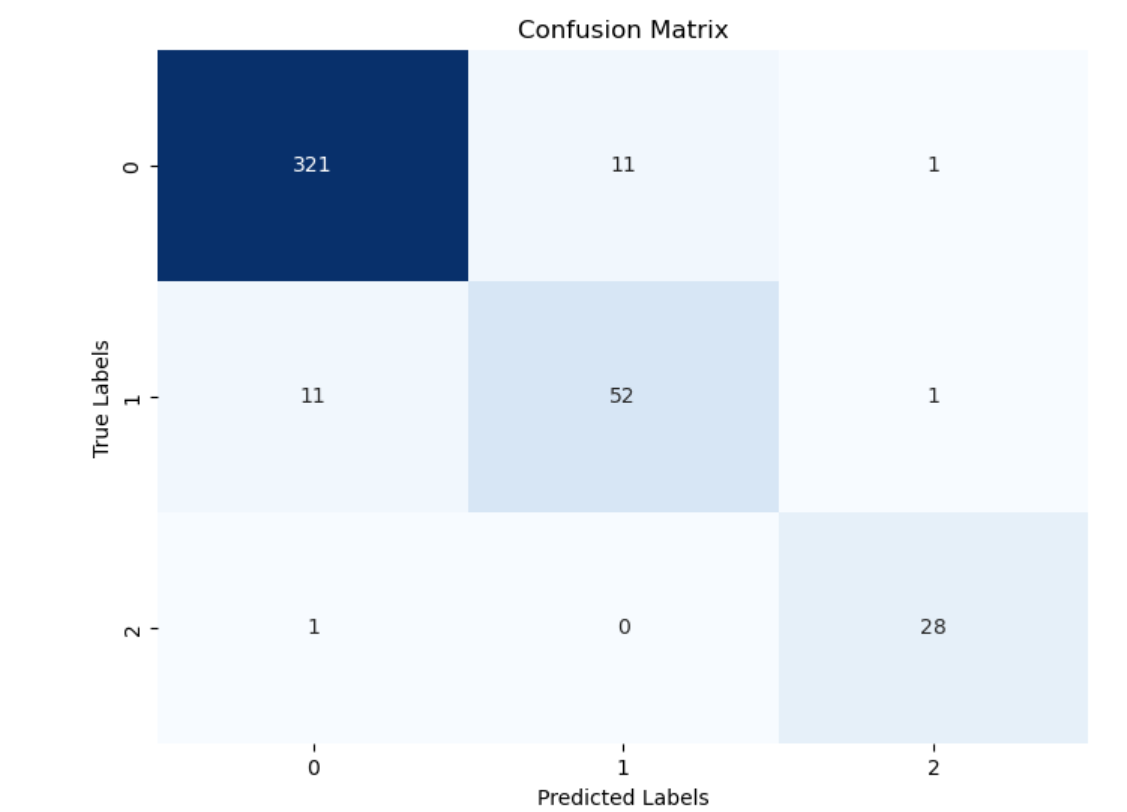 Confusion Matrix
0 321 11 1
1 11 52 1
2 1 0 28
True Labels
0 1 2
Predicted Labels